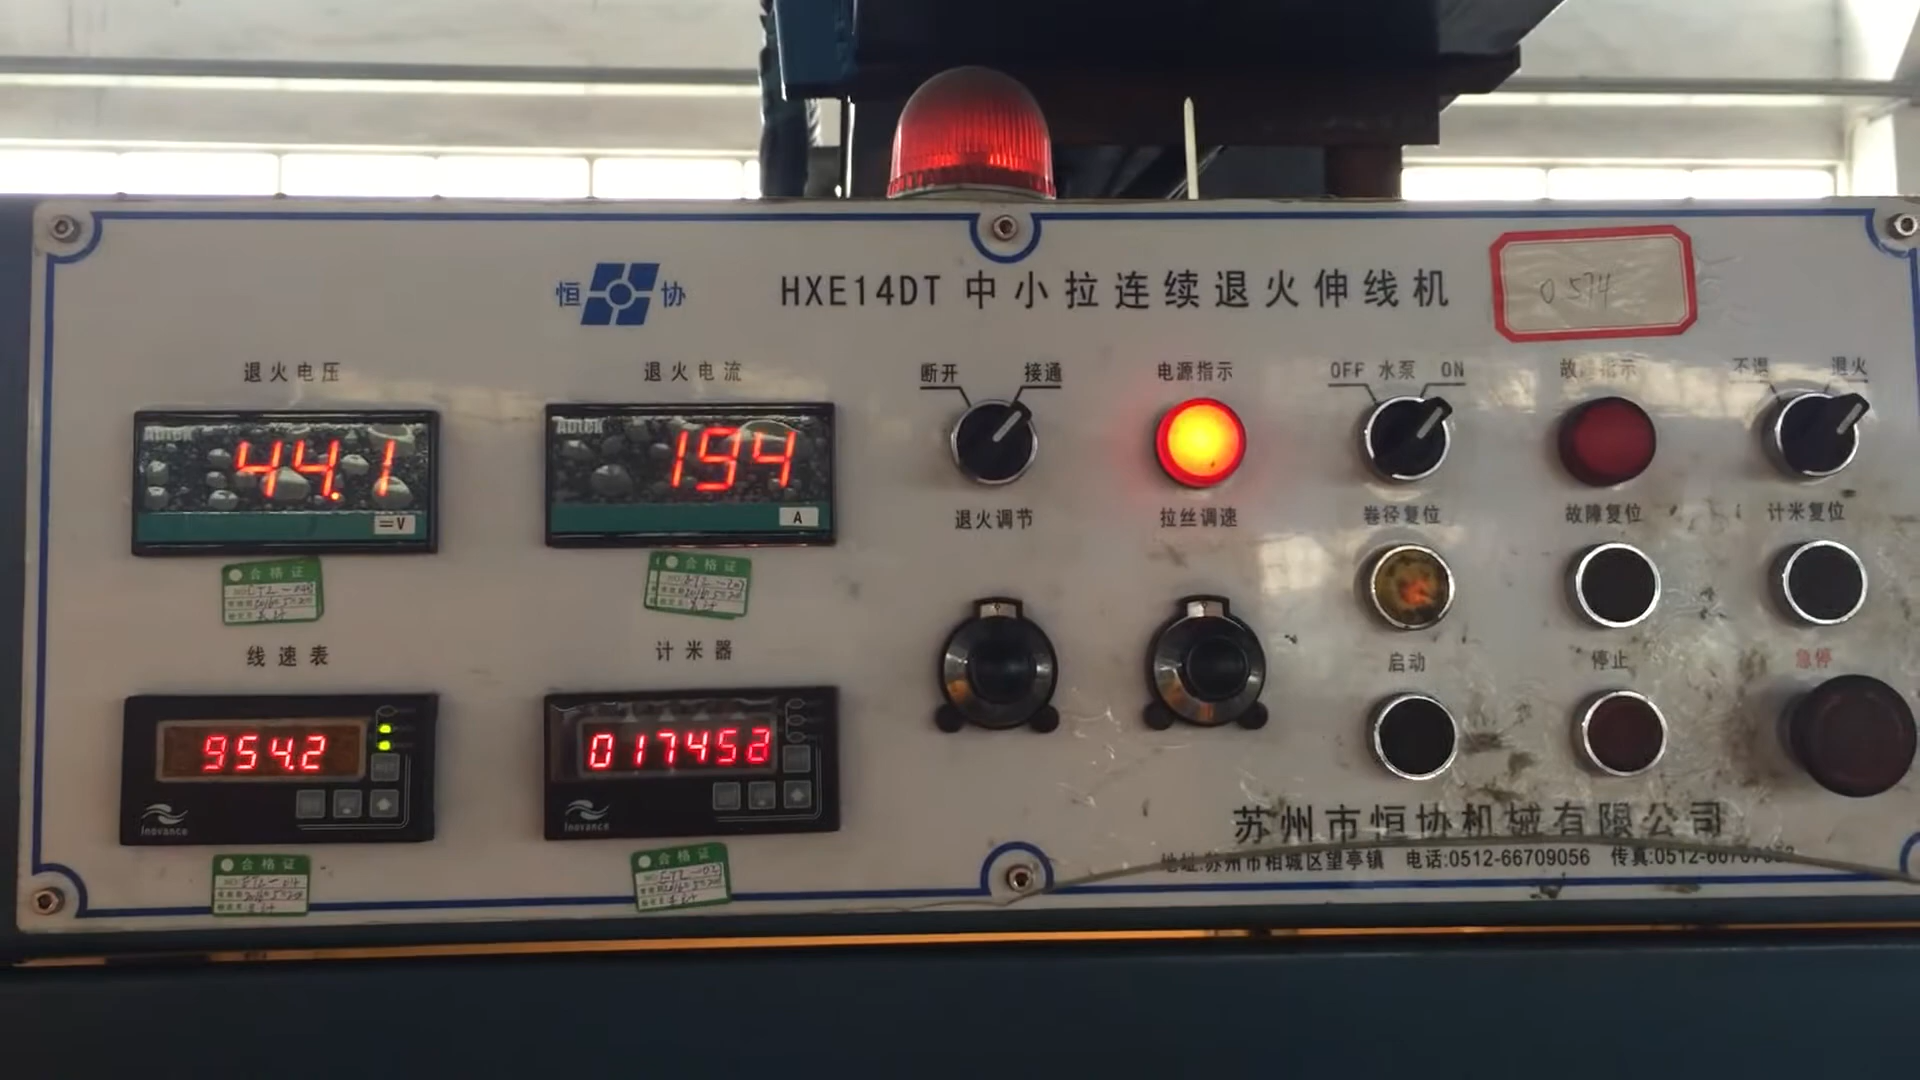 恒 协
HXE14DT 中小拉连续退火伸线机
0.574
退火电压
退火电流
断开
接通
电源指示
OFF 水泵 ON
故障指示
不退
退火
44.1
=V
194
A
退火调节
拉丝调速
卷径复位
故障复位
计米复位
合格证
合格证
线速表
计米器
启动
停止
急停
954.2
Inovance
017452
Inovance
苏州市恒协机械有限公司
地址:苏州市相城区望亭镇 电话:0512-66709056 传真:0512-
合格证
合格证